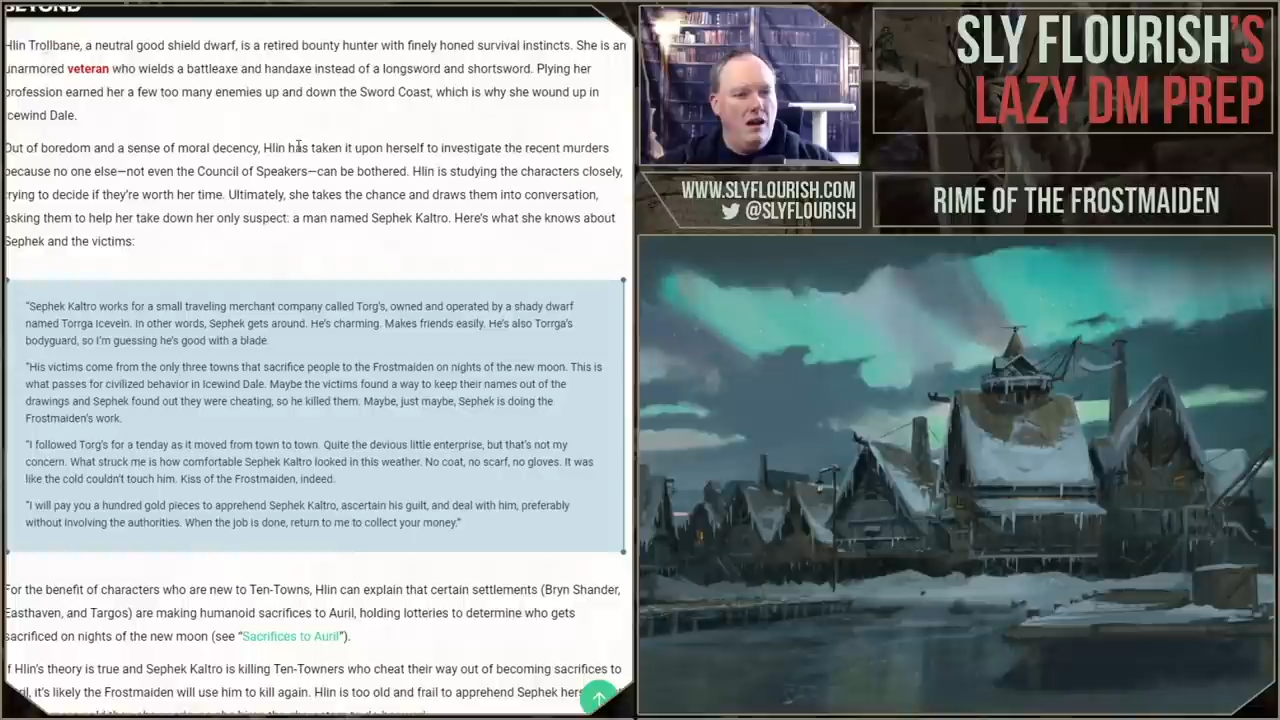 BEYOND
Hlin Trollbane, a neutral good shield dwarf, is a retired bounty hunter with finely honed survival instincts. She is an
unarmored veteran who wields a battleaxe and handaxe instead of a longsword and shortsword. Plying her
profession earned her a few too many enemies up and down the Sword Coast, which is why she wound up in
Icewind Dale.
Out of boredom and a sense of moral decency, Hlin has taken it upon herself to investigate the recent murders
because no one else—not even the Council of Speakers—can be bothered. Hlin is studying the characters closely,
trying to decide if they're worth her time. Ultimately, she takes the chance and draws them into conversation,
asking them to help her take down her only suspect: a man named Sephek Kaltro. Here's what she knows about
Sephek and the victims:
"Sephek Kaltro works for a small traveling merchant company called Torg's, owned and operated by a shady dwarf
named Torrga Icevein. In other words, Sephek gets around. He's charming. Makes friends easily. He's also Torrga's
bodyguard, so I'm guessing he's good with a blade.
"His victims come from the only three towns that sacrifice people to the Frostmaiden on nights of the new moon. This is
what passes for civilized behavior in Icewind Dale. Maybe the victims found a way to keep their names out of the
drawings and Sephek found out they were cheating, so he killed them. Maybe, just maybe, Sephek is doing the
Frostmaiden's work.
"I followed Torg's for a tenday as it moved from town to town. Quite the devious little enterprise, but that's not my
concern. What struck me is how comfortable Sephek Kaltro looked in this weather. No coat, no scarf, no gloves. It was
like the cold couldn't touch him. Kiss of the Frostmaiden, indeed.
"I will pay you a hundred gold pieces to apprehend Sephek Kaltro, ascertain his guilt, and deal with him, preferably
without involving the authorities. When the job is done, return to me to collect your money."
For the benefit of characters who are new to Ten-Towns, Hlin can explain that certain settlements (Bryn Shander,
Easthaven, and Targos) are making humanoid sacrifices to Auril, holding lotteries to determine who gets
sacrificed on nights of the new moon (see "Sacrifices to Auril").
If Hlin's theory is true and Sephek Kaltro is killing Ten-Towners who cheat their way out of becoming sacrifices to
it's likely the Frostmaiden will use him to kill again. Hlin is too old and frail to apprehend Sephek
SLY FLOURISH'S
LAZY DM PREP
WWW.SLYFLOURISH.COM
@SLYFLOURISH
RIME OF THE FROSTMAIDEN